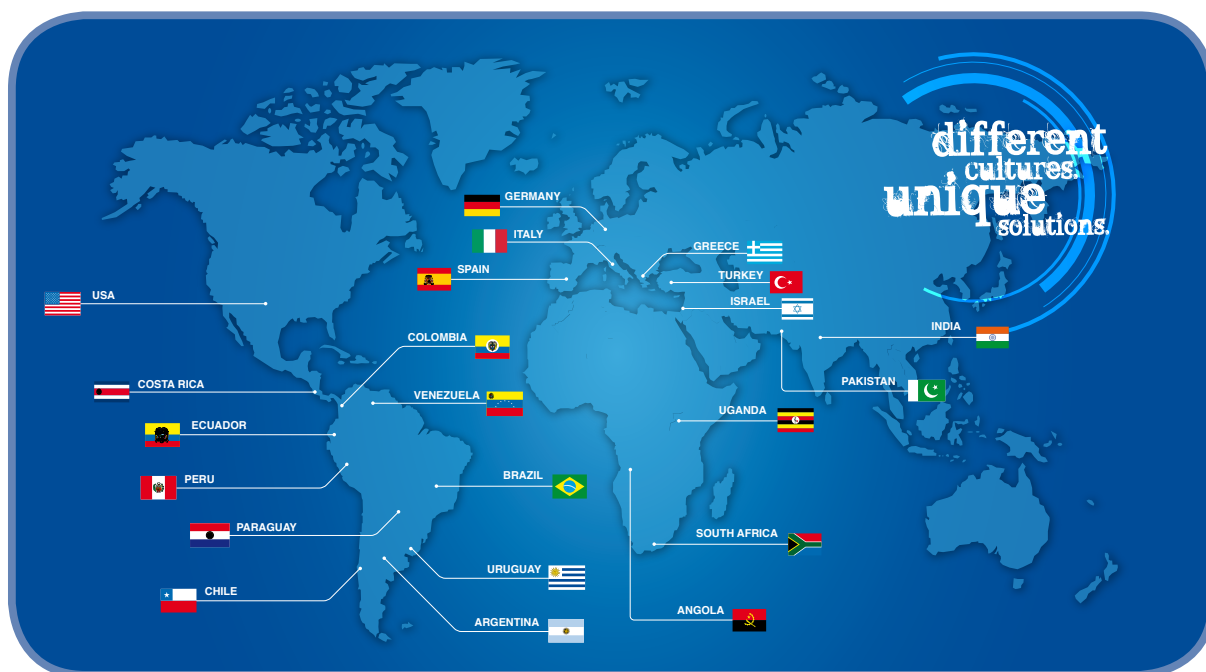 different
cultures.
unique
solutions.
GERMANY
ITALY
GREECE
SPAIN
TURKEY
USA
ISRAEL
INDIA
COLOMBIA
COSTA RICA
PAKISTAN
VENEZUELA
UGANDA
ECUADOR
PERU
BRAZIL
PARAGUAY
SOUTH AFRICA
URUGUAY
CHILE
ANGOLA
ARGENTINA